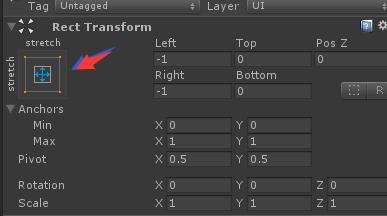 Tag Untagged Layer UI
Rect Transform
stretch Left Top Pos Z
stretch -1 0 0
Right Bottom
-1 0 R
Anchors
Min X 0 Y 0
Max X 1 Y 1
Pivot X 0.5 Y 0.5
Rotation X 0 Y 0 Z 0
Scale X 1 Y 1 Z 1